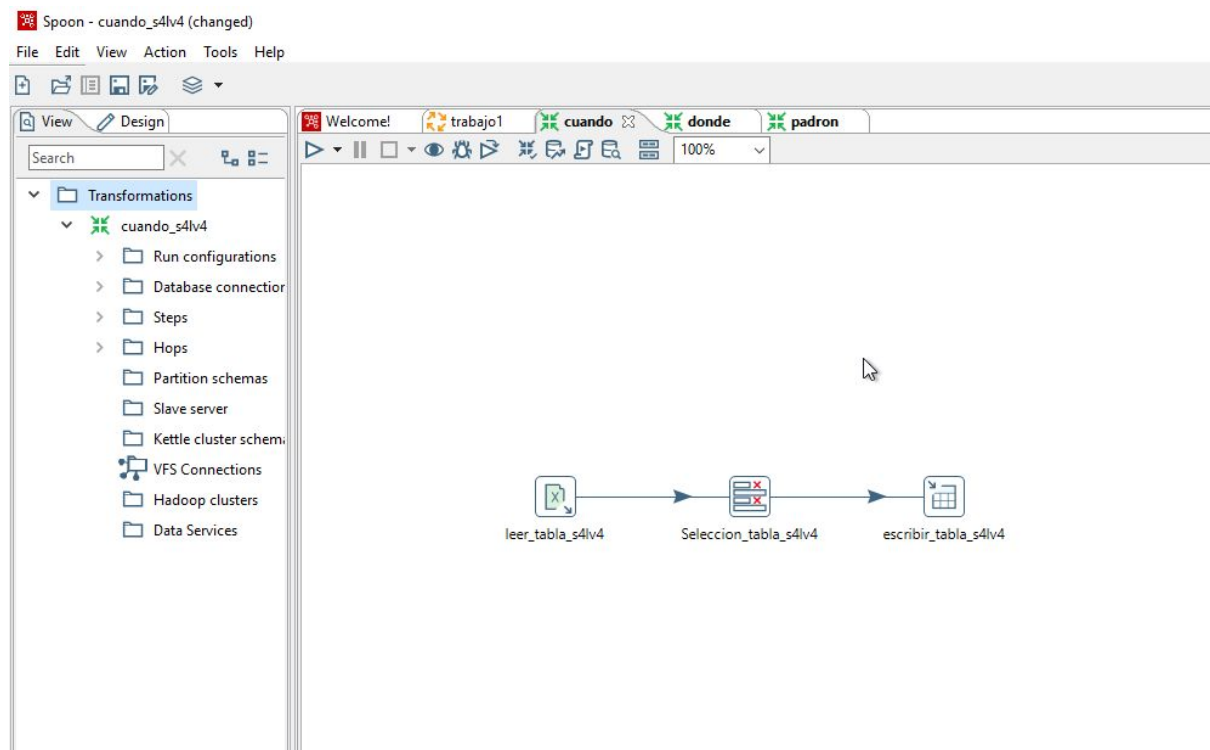 Spoon - cuando_s4lv4 (changed)
File Edit View Action Tools Help
View Design
Welcome! trabajo1 cuando donde padron
Search
100%
Transformations
cuando_s4lv4
Run configurations
Database connection
Steps
Hops
Partition schemas
Slave server
Kettle cluster schema
VFS Connections
Hadoop clusters
Data Services
leer_tabla_s4lv4 Seleccion_tabla_s4lv4 escribir_tabla_s4lv4